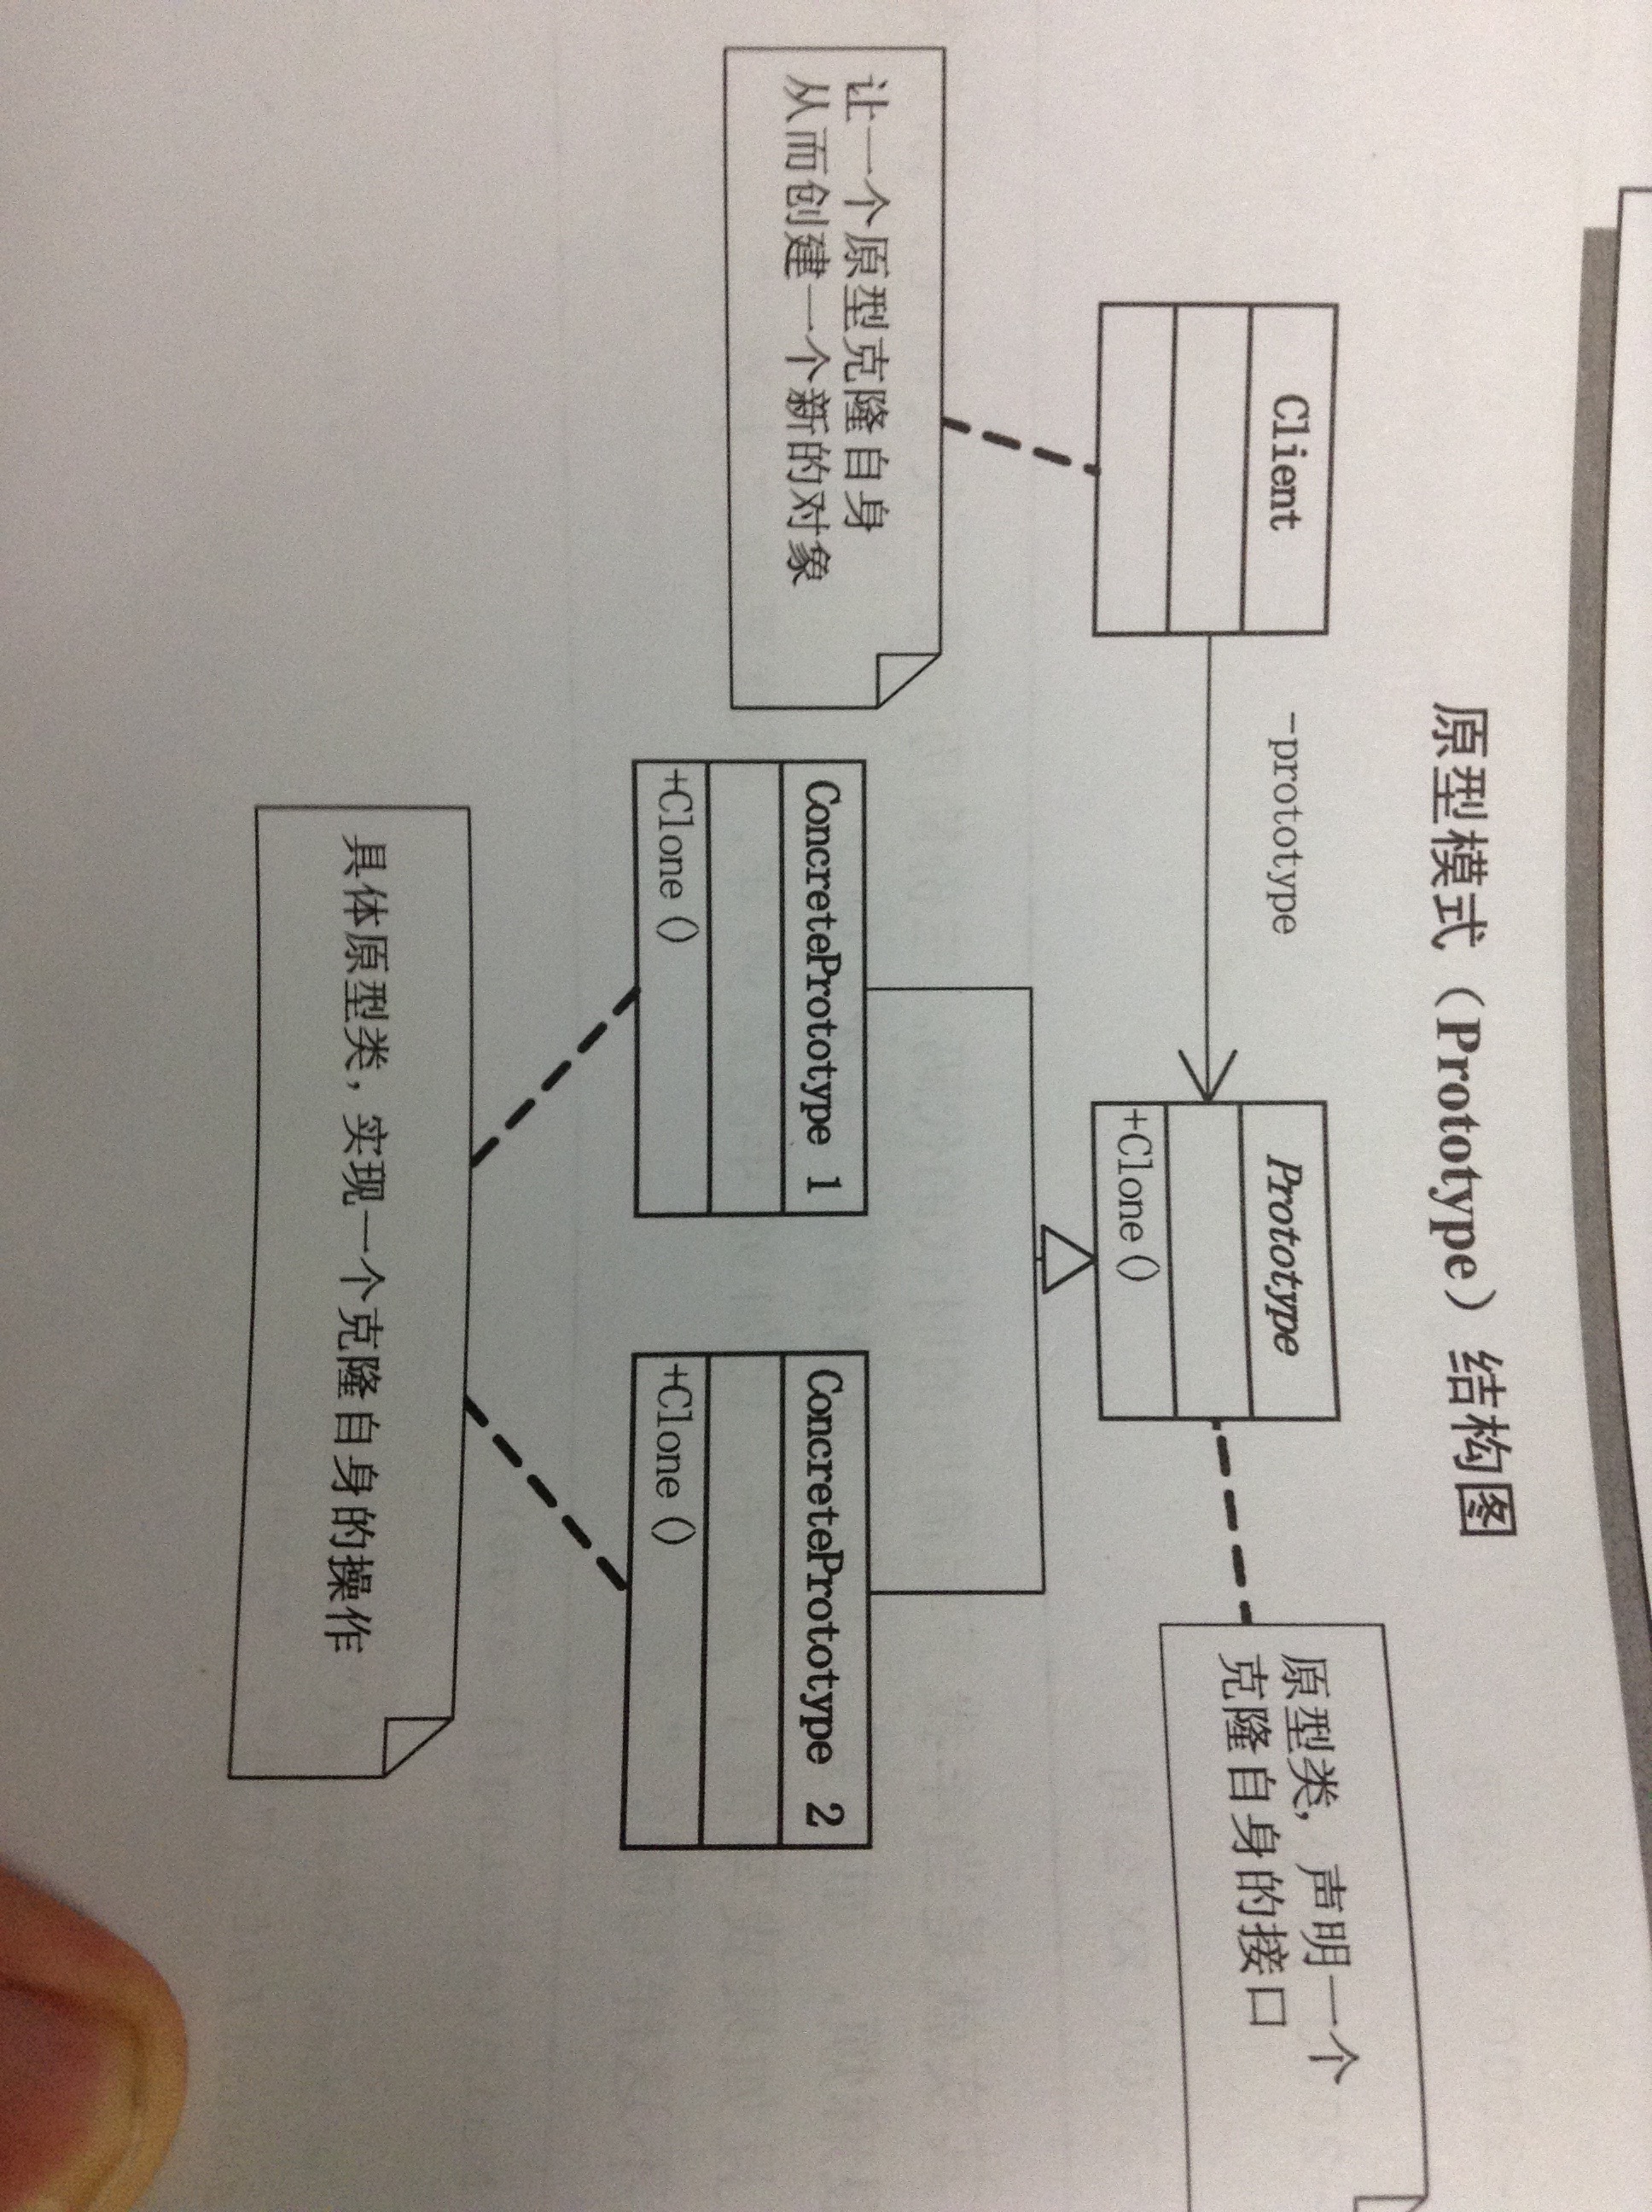 原型模式（Prototype）结构图
Client
-prototype
Prototype
+Clone()
原型类，声明一个
克隆自身的接口
让一个原型克隆自身
从而创建一个新的对象
ConcretePrototype 1
+Clone()
ConcretePrototype 2
+Clone()
具体原型类，实现一个克隆自身的操作